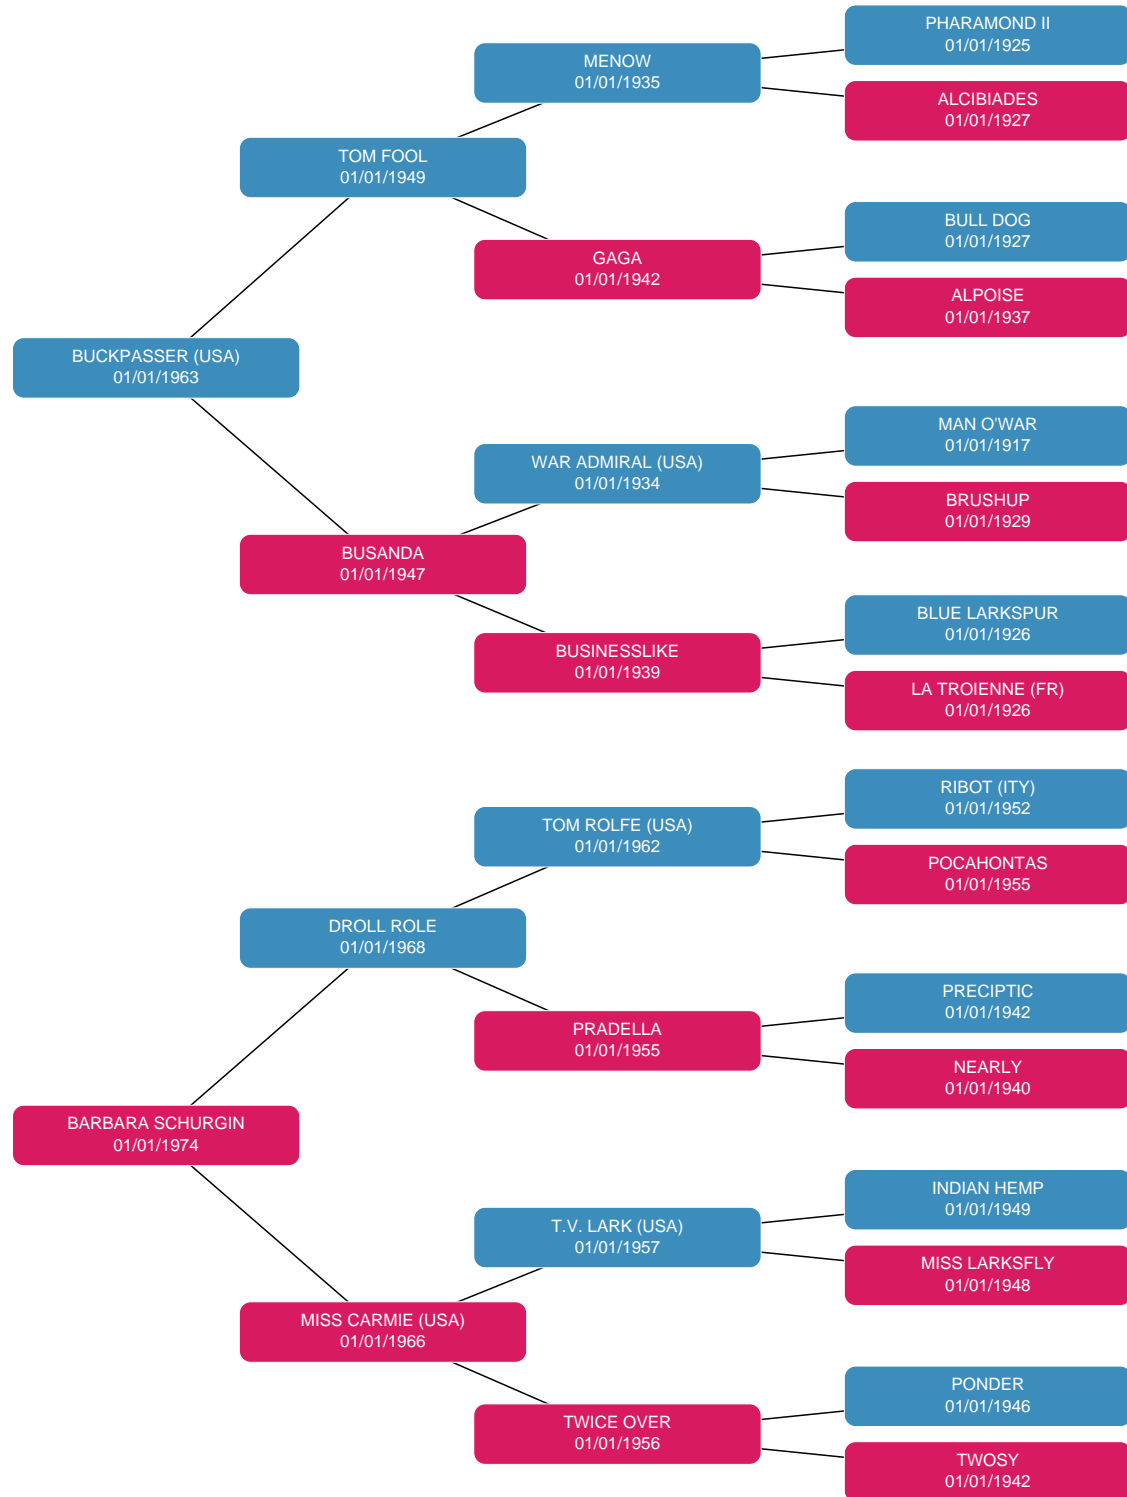 PHARAMOND II
01/01/1925
MENOW
01/01/1935
ALCIBIADES
01/01/1927
TOM FOOL
01/01/1949
BULL DOG
01/01/1927
GAGA
01/01/1942
ALPOISE
01/01/1937
BUCKPASSER (USA)
01/01/1963
MAN O'WAR
01/01/1917
WAR ADMIRAL (USA)
01/01/1934
BRUSHUP
01/01/1929
BUSANDA
01/01/1947
BLUE LARKSPUR
01/01/1926
BUSINESSLIKE
01/01/1939
LA TROIENNE (FR)
01/01/1926
RIBOT (ITY)
01/01/1952
TOM ROLFE (USA)
01/01/1962
POCAHONTAS
01/01/1955
DROLL ROLE
01/01/1968
PRECIPTIC
01/01/1942
PRADELLA
01/01/1955
NEARLY
01/01/1940
BARBARA SCHURGIN
01/01/1974
INDIAN HEMP
01/01/1949
T.V. LARK (USA)
01/01/1957
MISS LARKSFLY
01/01/1948
MISS CARMIE (USA)
01/01/1966
PONDER
01/01/1946
TWICE OVER
01/01/1956
TWOSY
01/01/1942